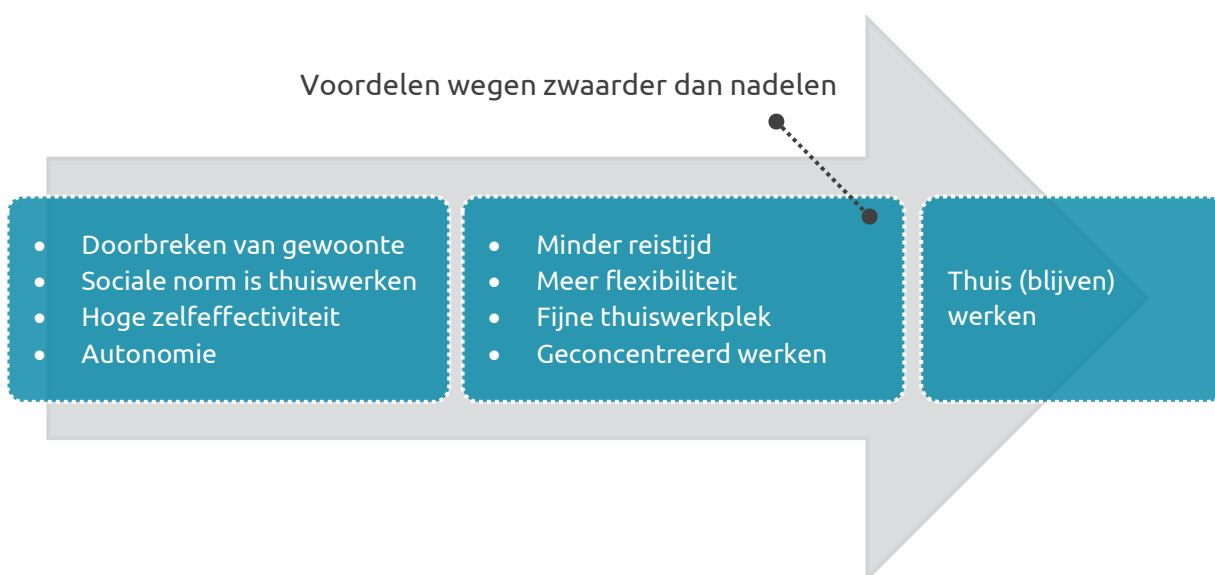 Voordelen wegen zwaarder dan nadelen
• Doorbreken van gewoonte
• Sociale norm is thuiswerken
• Hoge zelfeffectiviteit
• Autonomie
• Minder reistijd
• Meer flexibiliteit
• Fijne thuiswerkplek
• Geconcentreerd werken
Thuis (blijven)
werken